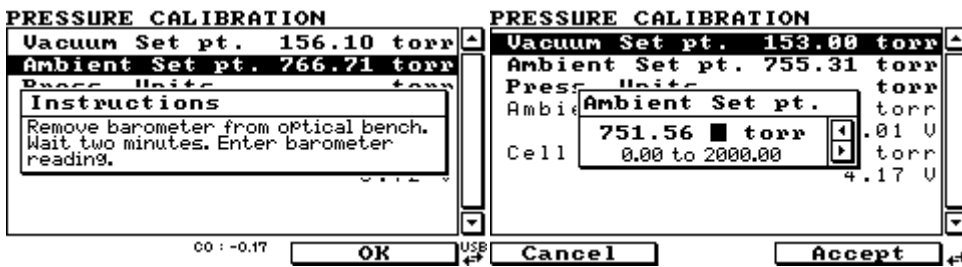 PRESSURE CALIBRATION
Vacuum Set pt. 156.10 torr
Ambient Set pt. 766.71 torr
Instructions
Remove barometer from optical bench.
Wait two minutes. Enter barometer
reading.
CO : -0.17
OK
USB
PRESSURE CALIBRATION
Vacuum Set pt. 153.00 torr
Ambient Set pt. 755.31 torr
Press Units torr
torr
Ambient Set pt.
751.56 torr
0.00 to 2000.00
.01 V
Cell torr
4.17 V
Cancel
Accept